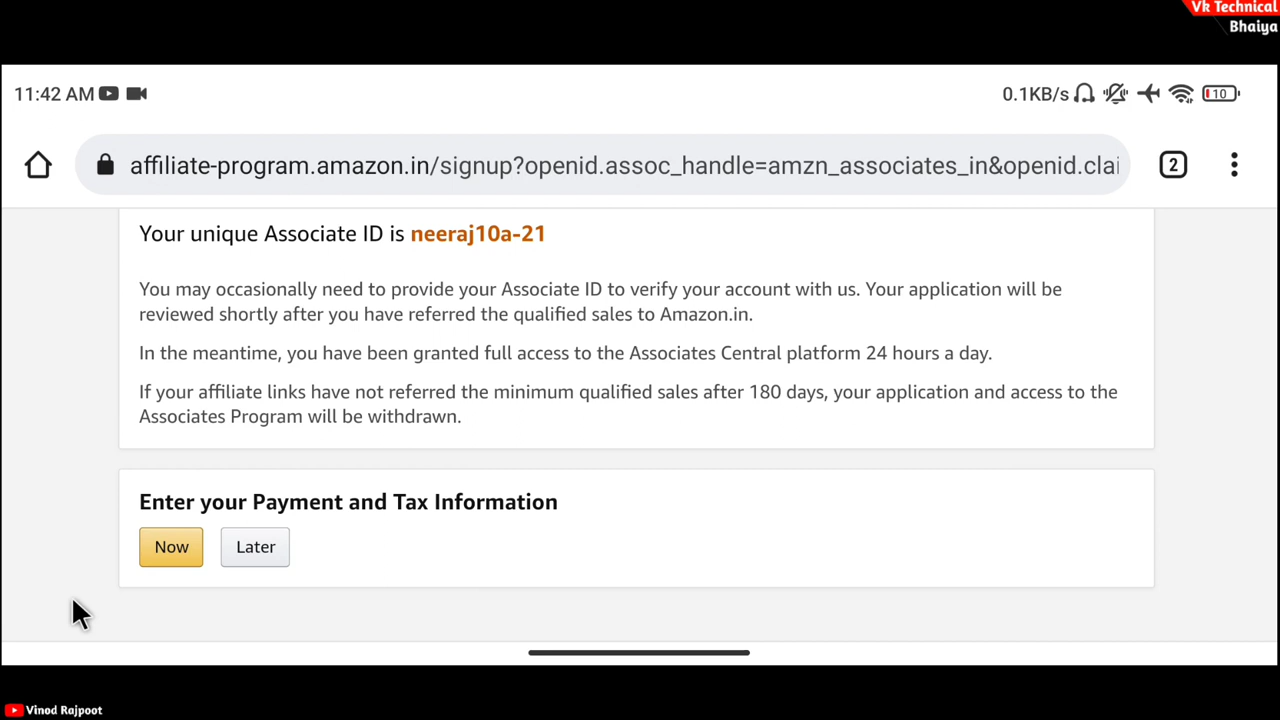 Vk Technical
Bhaiya
11:42 AM
0.1KB/s
10
affiliate-program.amazon.in/signup?openid.assoc_handle=amzn_associates_in&openid.clai
2
Your unique Associate ID is neeraj10a-21
You may occasionally need to provide your Associate ID to verify your account with us. Your application will be
reviewed shortly after you have referred the qualified sales to Amazon.in.
In the meantime, you have been granted full access to the Associates Central platform 24 hours a day.
If your affiliate links have not referred the minimum qualified sales after 180 days, your application and access to the
Associates Program will be withdrawn.
Enter your Payment and Tax Information
Now
Later
Vinod Rajpoot